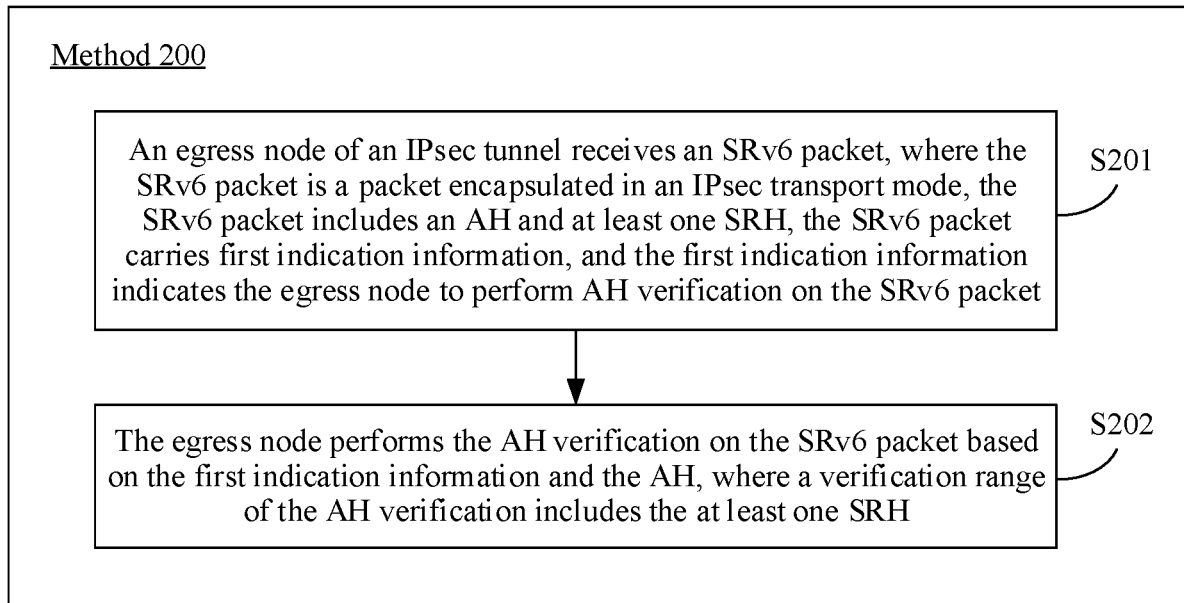 Method 200
An egress node of an IPsec tunnel receives an SRv6 packet, where the
SRv6 packet is a packet encapsulated in an IPsec transport mode, the
SRv6 packet includes an AH and at least one SRH, the SRv6 packet
carries first indication information, and the first indication information
indicates the egress node to perform AH verification on the SRv6 packet
S201
The egress node performs the AH verification on the SRv6 packet based
on the first indication information and the AH, where a verification range
of the AH verification includes the at least one SRH
S202